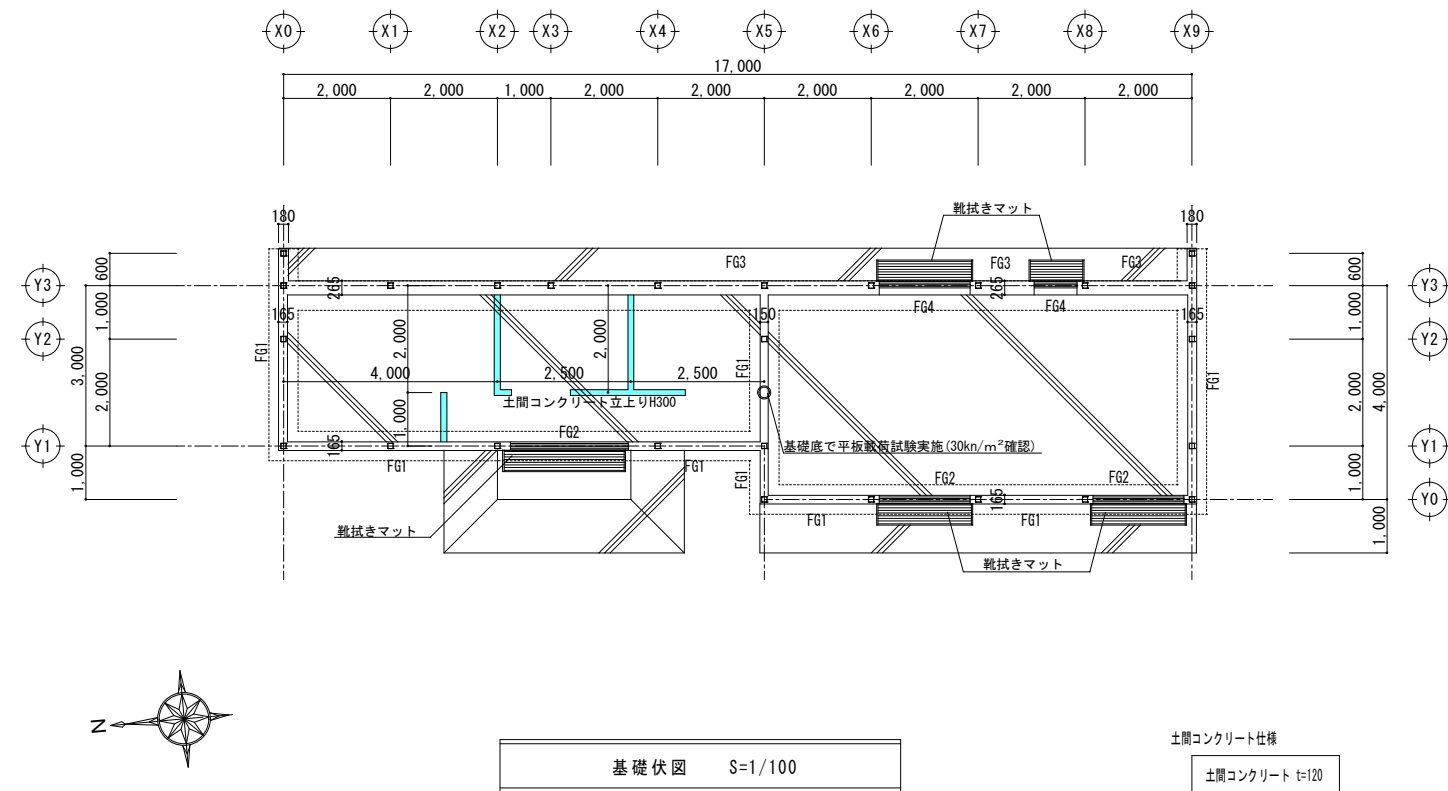 X0 X1 X2 X3 X4 X5 X6 X7 X8 X9
17,000
2,000 2,000 1,000 2,000 2,000 2,000 2,000 2,000 2,000
靴拭きマット
180 180
600 FG3 FG3 FG3 600
Y3 265 265 Y3
1,000 FG4 FG4 1,000
165 150 165
Y2 2,000 2,000 Y2
3,000 FG1 FG1 FG1
2,000 4,000 2,500 2,500 2,000 4,000
土間コンクリート立上りH300
1,000
FG2
Y1 165 基礎底で平板載荷試験実施(30kn/m²確認) Y1
FG1 FG1
1,000 FG1 FG2 FG2 1,000
165 Y0
FG1 FG1
靴拭きマット 1,000
靴拭きマット
N
土間コンクリート仕様
基礎伏図 S=1/100
土間コンクリート t=120